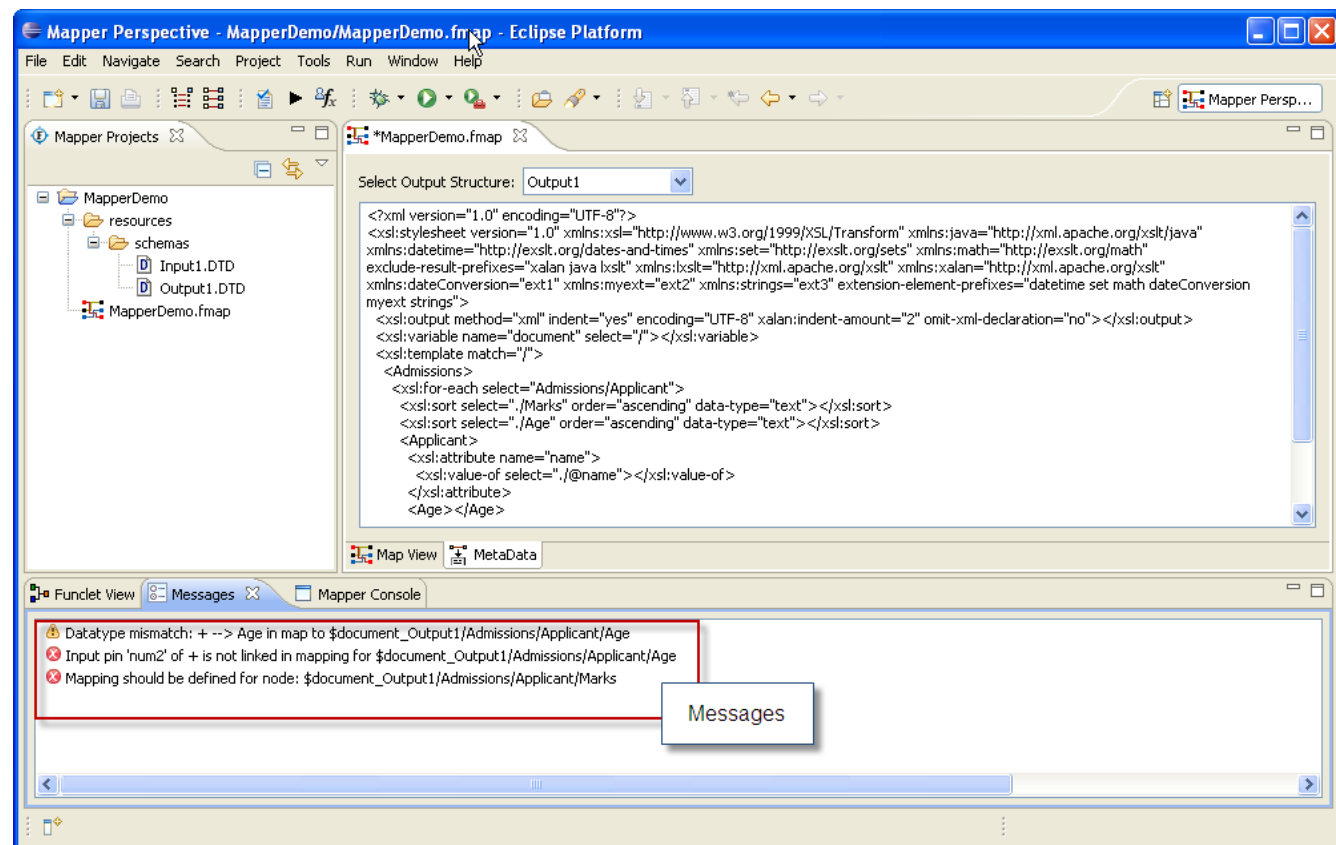 Mapper Perspective - MapperDemo/MapperDemo.fmap - Eclipse Platform
File Edit Navigate Search Project Tools Run Window Help
Mapper Persp...
Mapper Projects
*MapperDemo.fmap
Select Output Structure: Output1
MapperDemo
resources
schemas
Input1.DTD
Output1.DTD
MapperDemo.fmap
<?xml version="1.0" encoding="UTF-8"?>
<xsl:stylesheet version="1.0" xmlns:xsl="http://www.w3.org/1999/XSL/Transform" xmlns:java="http://xml.apache.org/xslt/java"
xmlns:datetime="http://exslt.org/dates-and-times" xmlns:set="http://exslt.org/sets" xmlns:math="http://exslt.org/math"
exclude-result-prefixes="xalan java lxslt" xmlns:lxslt="http://xml.apache.org/xslt" xmlns:xalan="http://xml.apache.org/xslt"
xmlns:dateConversion="ext1" xmlns:myext="ext2" xmlns:strings="ext3" extension-element-prefixes="datetime set math dateConversion
myext strings">
<xsl:output method="xml" indent="yes" encoding="UTF-8" xalan:indent-amount="2" omit-xml-declaration="no"></xsl:output>
<xsl:variable name="document" select="/"></xsl:variable>
<xsl:template match="/">
<Admissions>
<xsl:for-each select="Admissions/Applicant">
<xsl:sort select="./Marks" order="ascending" data-type="text"></xsl:sort>
<xsl:sort select="./Age" order="ascending" data-type="text"></xsl:sort>
<Applicant>
<xsl:attribute name="name">
<xsl:value-of select="./@name"></xsl:value-of>
</xsl:attribute>
<Age></Age>
Map View MetaData
Funclet View Messages Mapper Console
Datatype mismatch: + --> Age in map to $document_Output1/Admissions/Applicant/Age
Input pin 'num2' of + is not linked in mapping for $document_Output1/Admissions/Applicant/Age
Mapping should be defined for node: $document_Output1/Admissions/Applicant/Marks
Messages